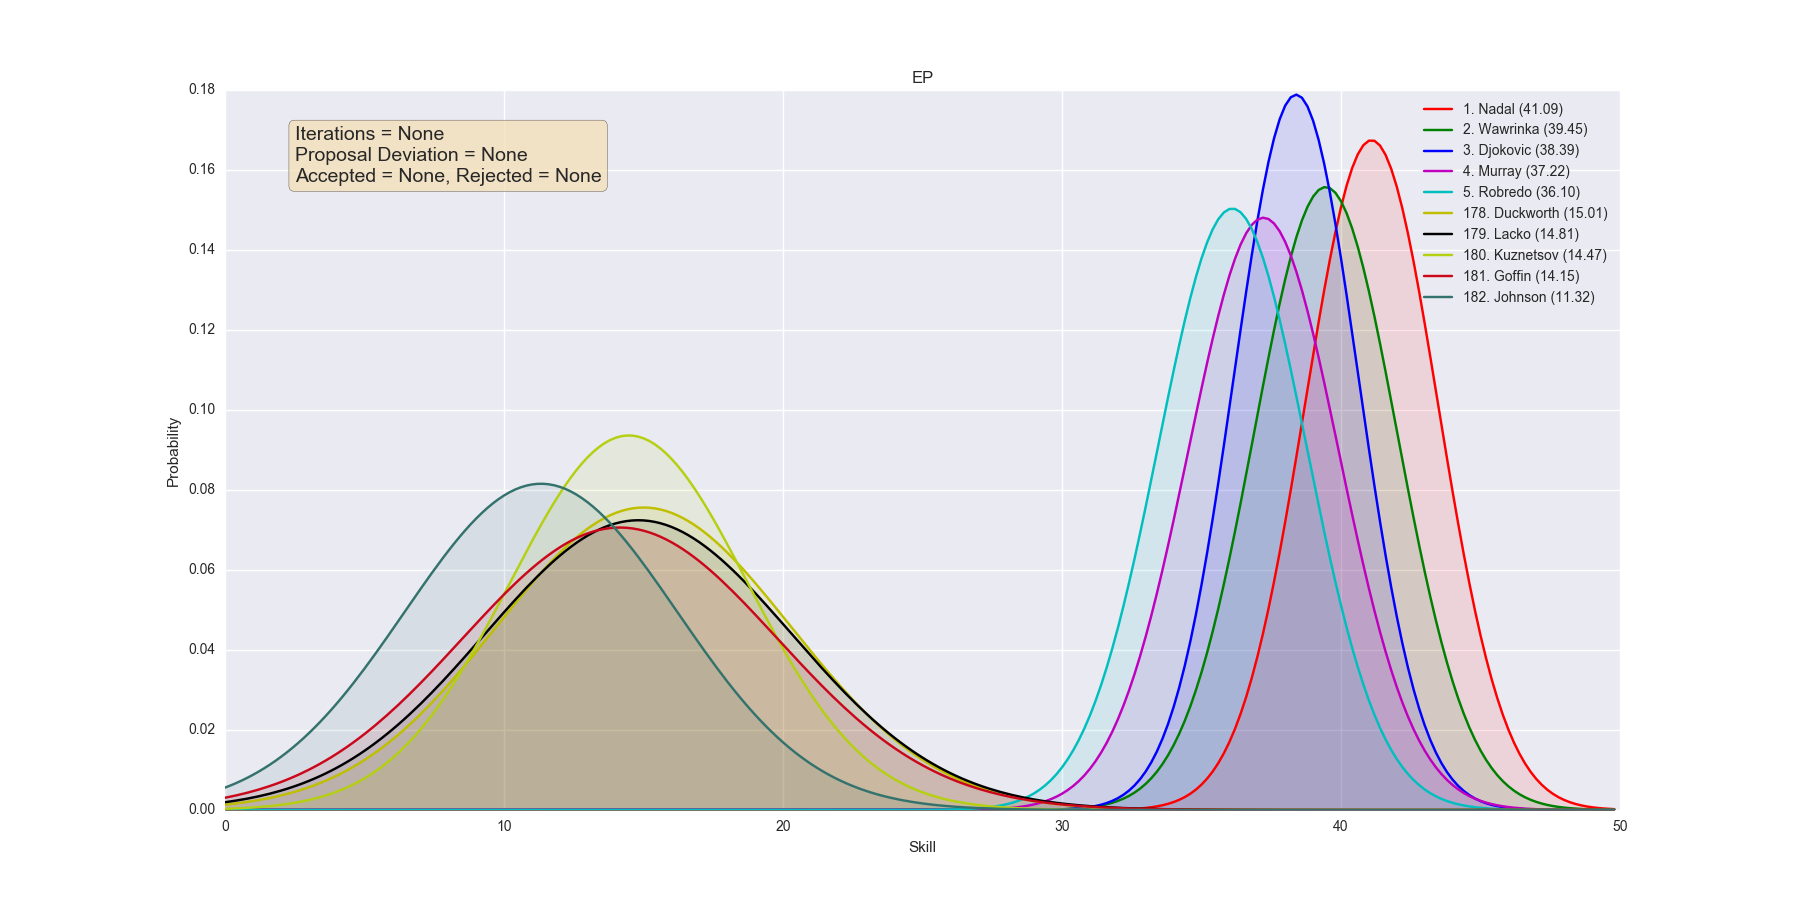 EP
Iterations = None
Proposal Deviation = None
Accepted = None, Rejected = None
1. Nadal (41.09)
2. Wawrinka (39.45)
3. Djokovic (38.39)
4. Murray (37.22)
5. Robredo (36.10)
178. Duckworth (15.01)
179. Lacko (14.81)
180. Kuznetsov (14.47)
181. Goffin (14.15)
182. Johnson (11.32)
Probability
0.18
0.16
0.14
0.12
0.10
0.08
0.06
0.04
0.02
0.00
0 10 20 30 40 50
Skill